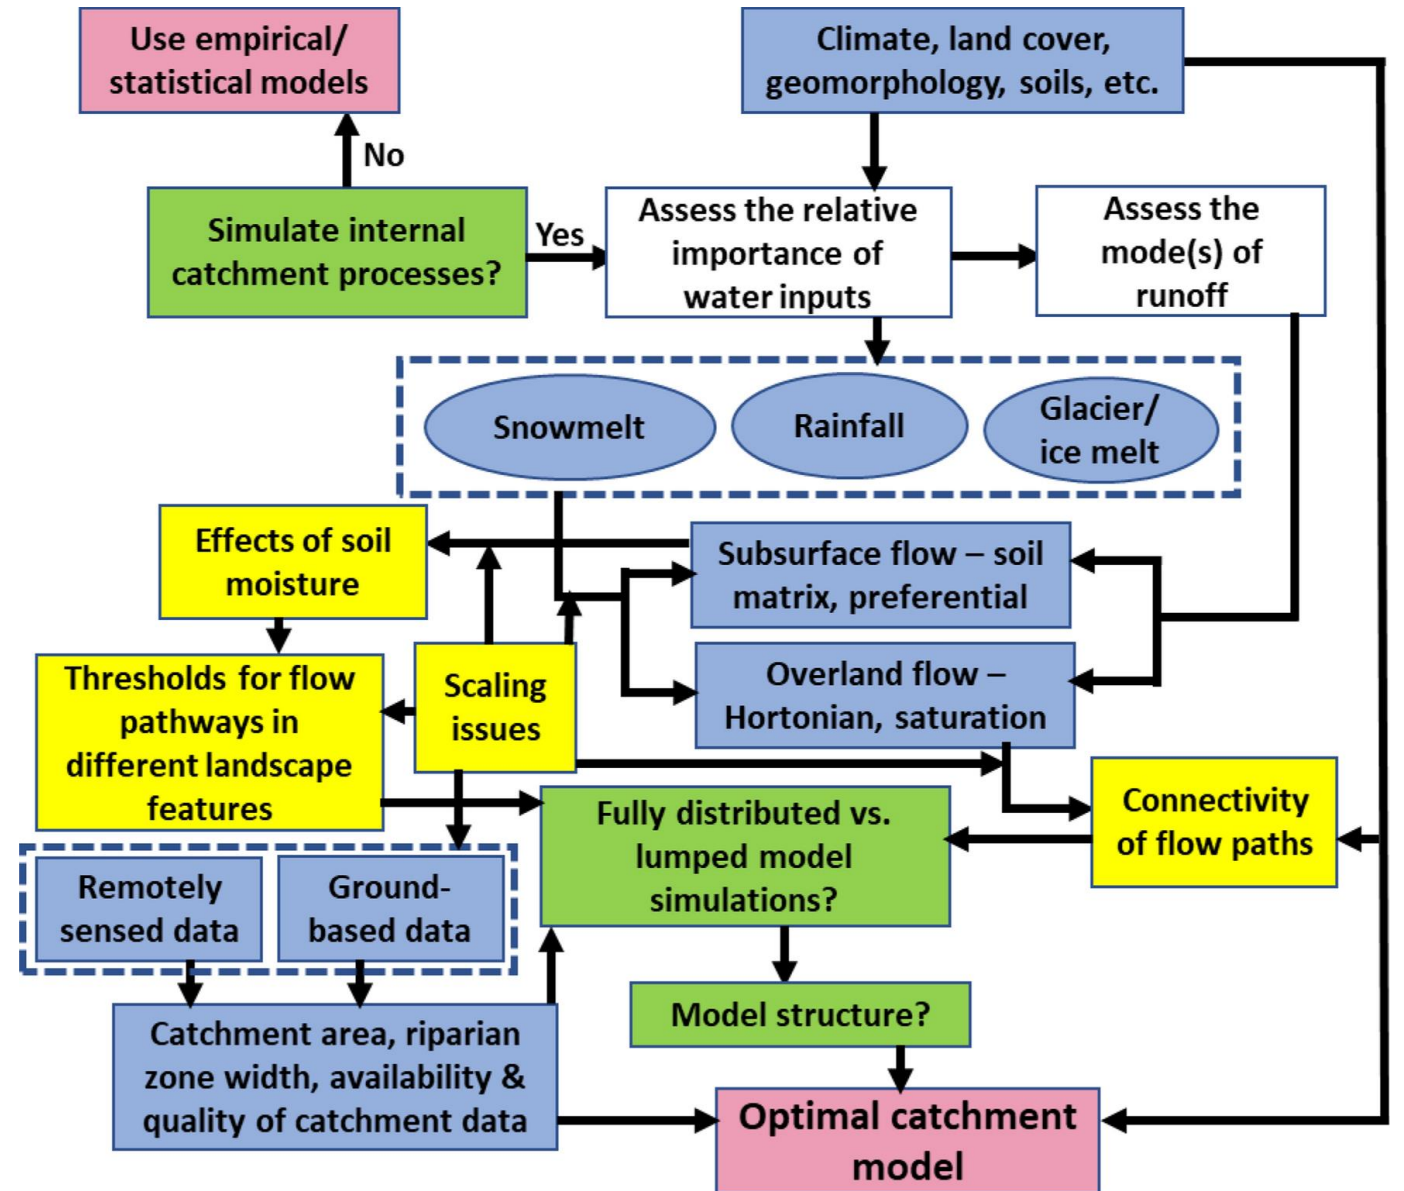 Use empirical/
statistical models
Climate, land cover,
geomorphology, soils, etc.
No
Simulate internal
catchment processes?
Yes
Assess the relative
importance of
water inputs
Assess the
mode(s) of
runoff
Snowmelt
Rainfall
Glacier/
ice melt
Effects of soil
moisture
Subsurface flow – soil
matrix, preferential
Thresholds for flow
pathways in
different landscape
features
Scaling
issues
Overland flow –
Hortonian, saturation
Fully distributed vs.
lumped model
simulations?
Connectivity
of flow paths
Remotely
sensed data
Ground-
based data
Model structure?
Catchment area, riparian
zone width, availability &
quality of catchment data
Optimal catchment
model